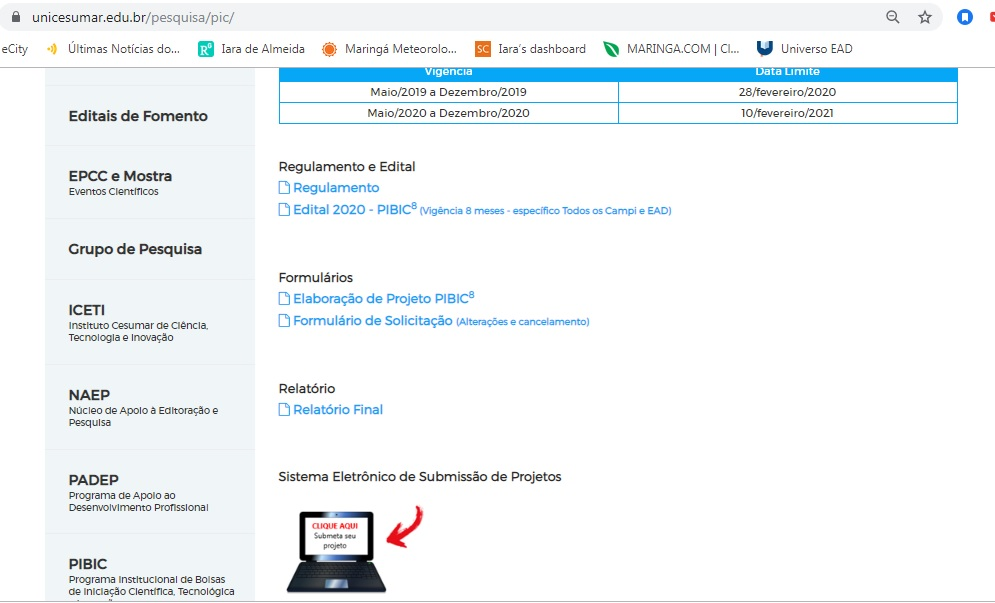 unicesumar.edu.br/pesquisa/pic/
eCity
Últimas Notícias do...
Iara de Almeida
Maringá Meteorolo...
SC
Iara's dashboard
MARINGA.COM | Cl...
Universo EAD
Vigência
Data Limite
Maio/2019 a Dezembro/2019
28/fevereiro/2020
Maio/2020 a Dezembro/2020
10/fevereiro/2021
Editais de Fomento
EPCC e Mostra
Eventos Científicos
Grupo de Pesquisa
ICETI
Instituto Cesumar de Ciência,
Tecnologia e Inovação
NAEP
Núcleo de Apoio à Editoração e
Pesquisa
PADEP
Programa de Apoio ao
Desenvolvimento Profissional
PIBIC
Programa Institucional de Bolsas
de Iniciação Científica, Tecnológica
Regulamento e Edital
Regulamento
Edital 2020 - PIBIC⁸ (Vigência 8 meses - específico Todos os Campi e EAD)
Formulários
Elaboração de Projeto PIBIC⁸
Formulário de Solicitação (Alterações e cancelamento)
Relatório
Relatório Final
Sistema Eletrônico de Submissão de Projetos
CLIQUE AQUI
Submeta seu
projeto